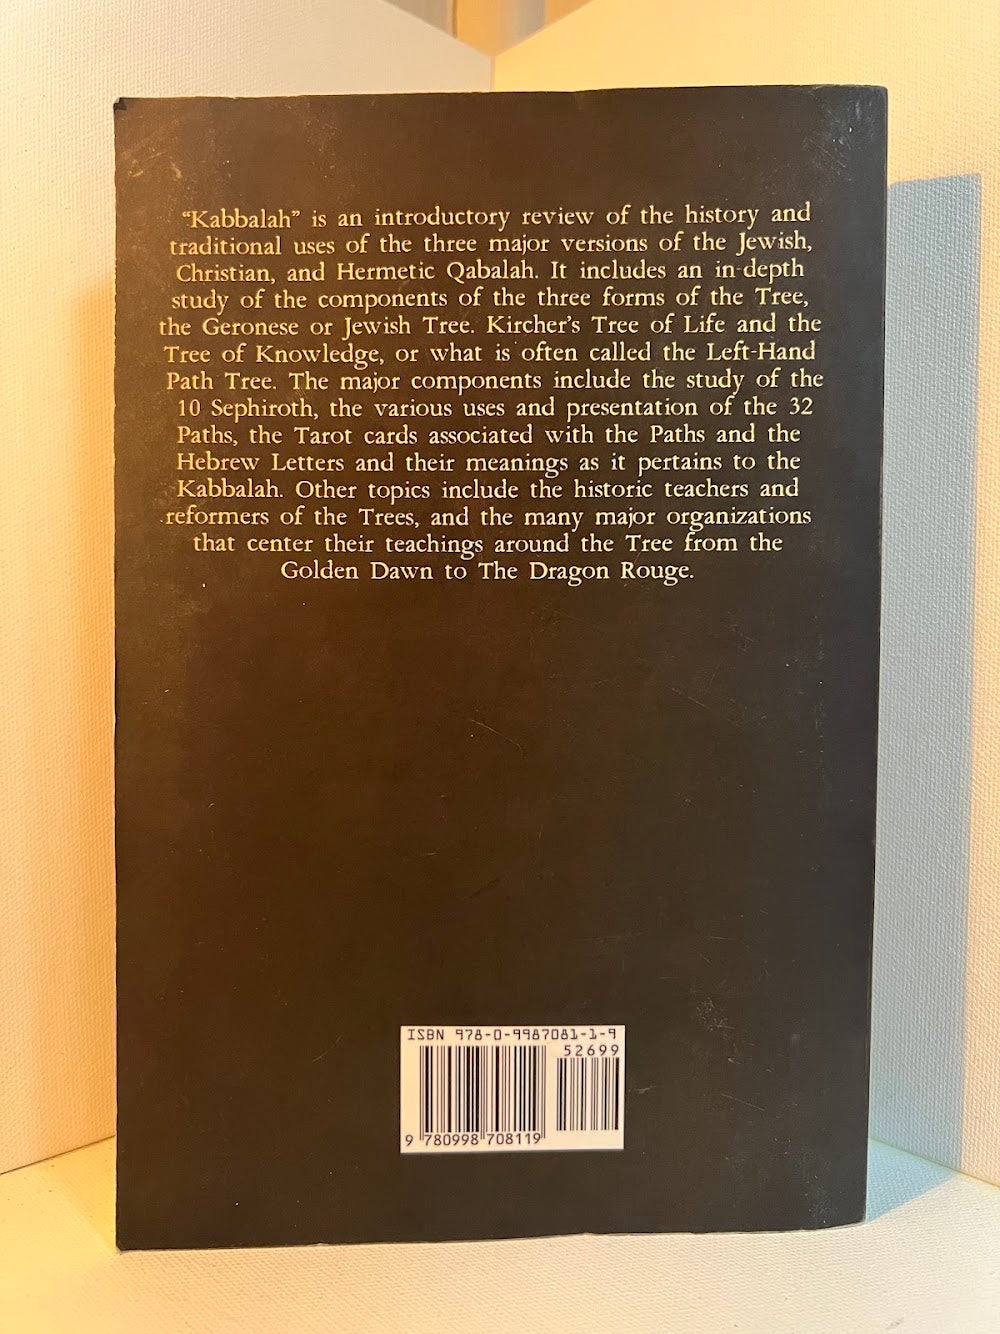 “Kabbalah” is an introductory review of the history and
traditional uses of the three major versions of the Jewish,
Christian, and Hermetic Qabalah. It includes an in-depth
study of the components of the three forms of the Tree,
the Geronese or Jewish Tree. Kircher's Tree of Life and the
Tree of Knowledge, or what is often called the Left-Hand
Path Tree. The major components include the study of the
10 Sephiroth, the various uses and presentation of the 32
Paths, the Tarot cards associated with the Paths and the
Hebrew Letters and their meanings as it pertains to the
Kabbalah. Other topics include the historic teachers and
reformers of the Trees, and the many major organizations
that center their teachings around the Tree from the
Golden Dawn to The Dragon Rouge.
ISBN 978-0-9987081-1-9
52699
9 780998 708119